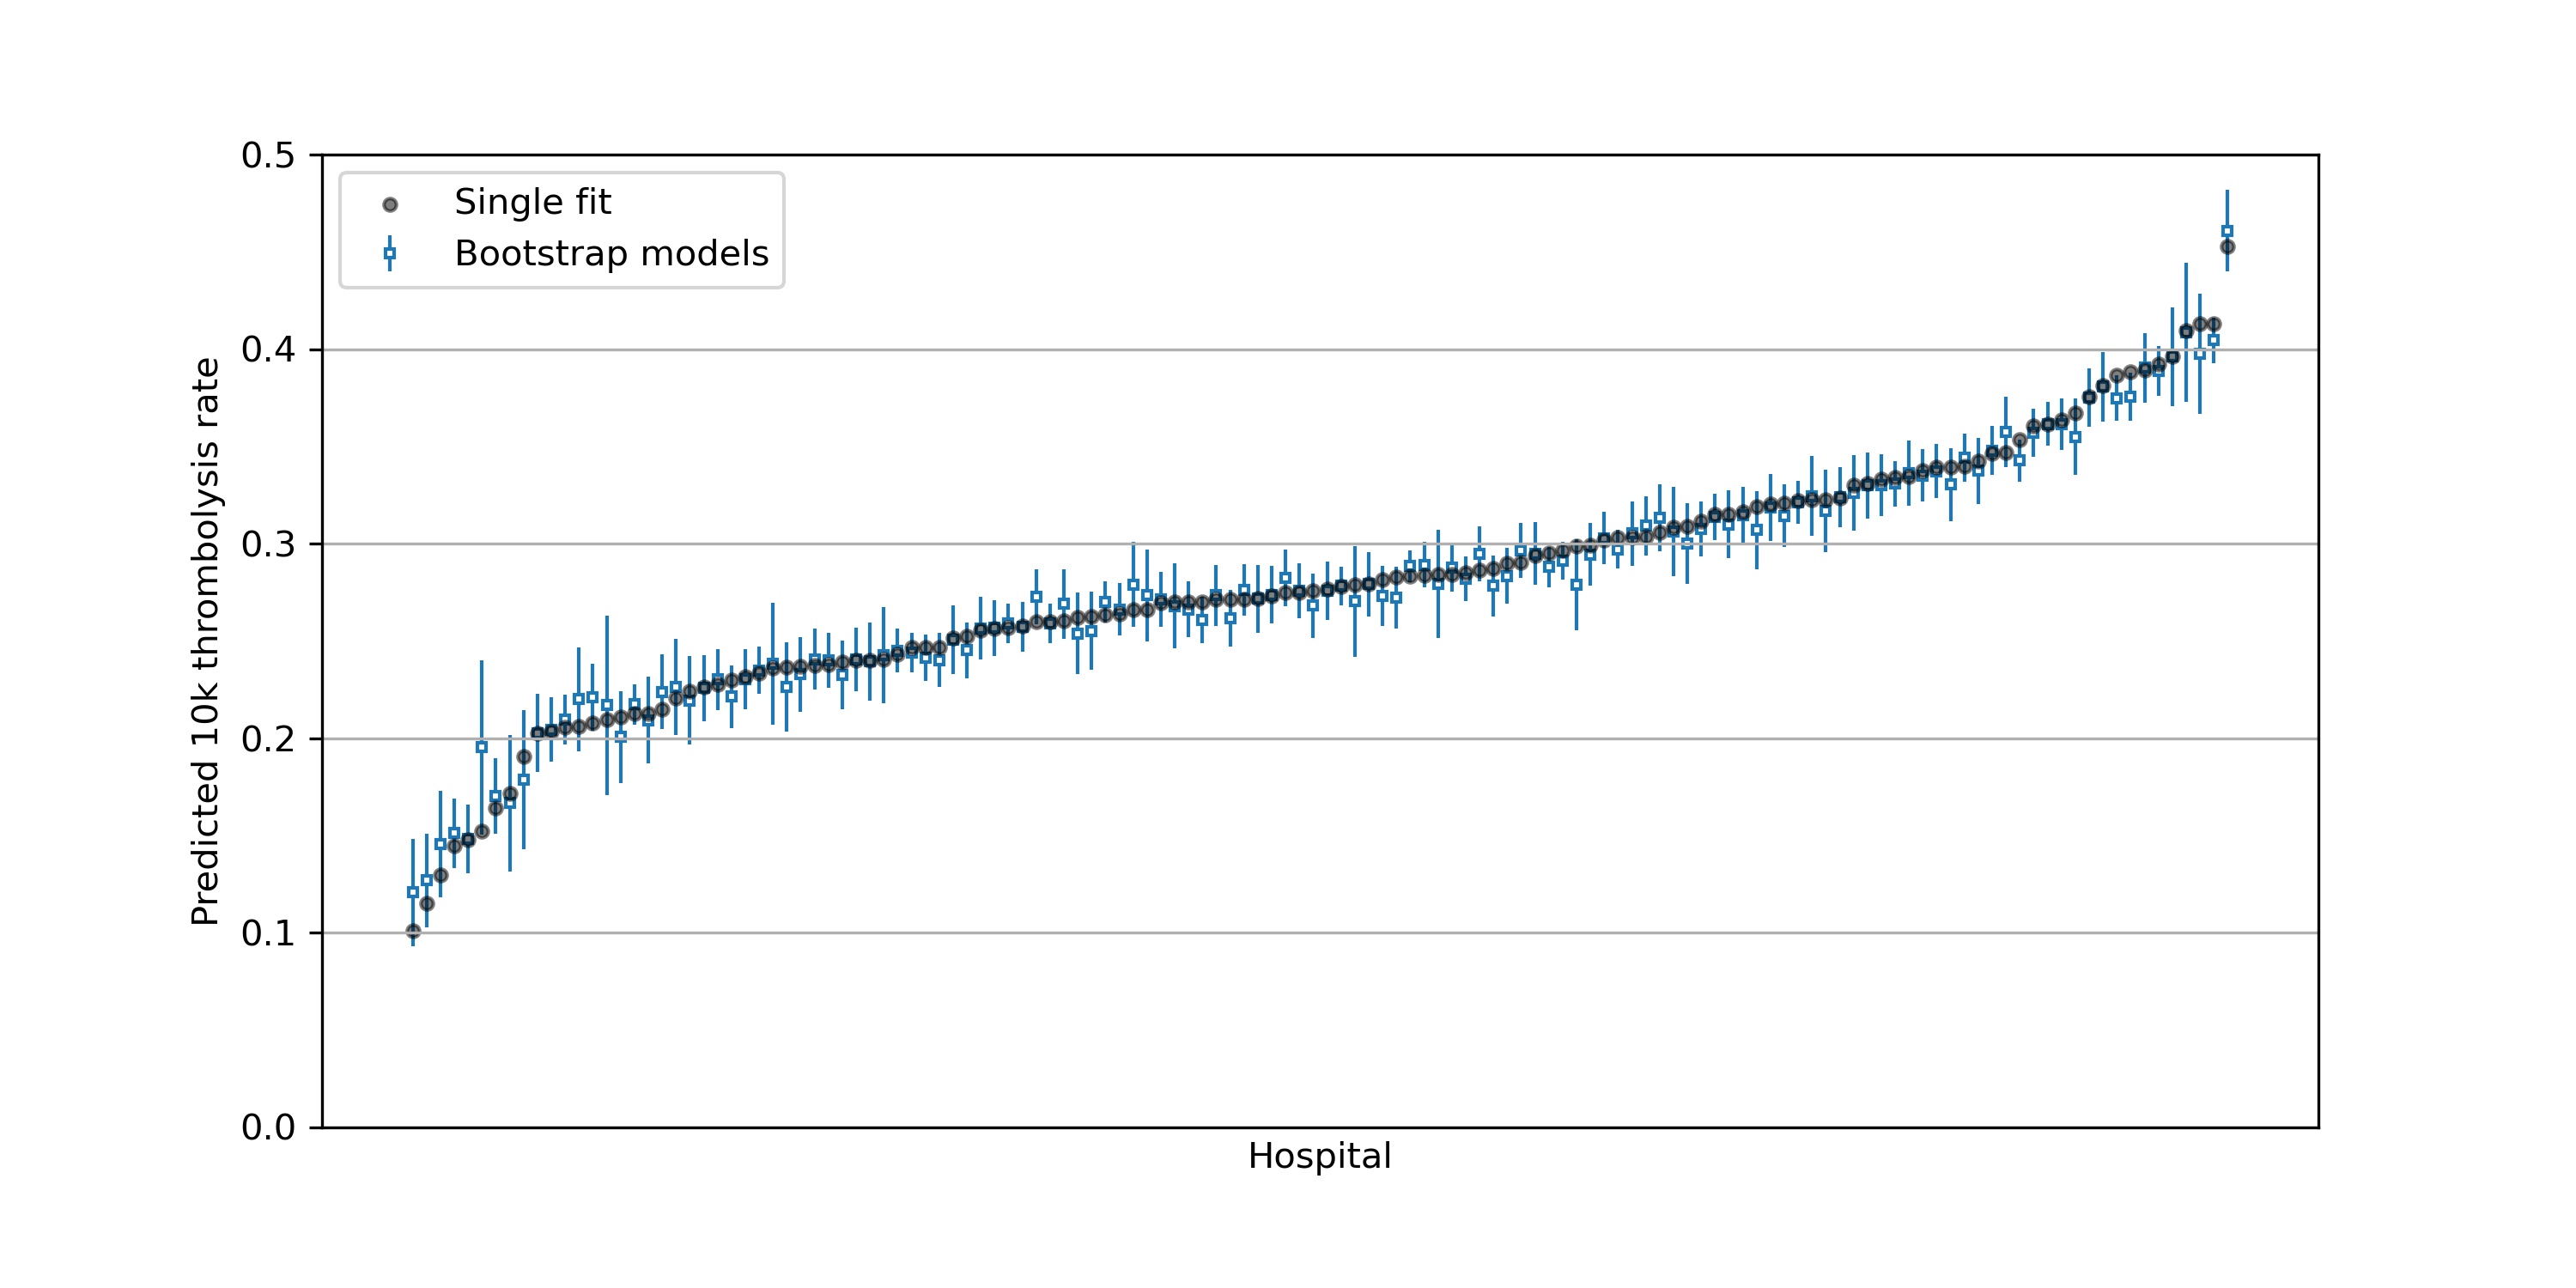 0.5
Single fit
Bootstrap models
0.4
0.3
0.2
0.1
0.0
Predicted 10k thrombolysis rate
Hospital